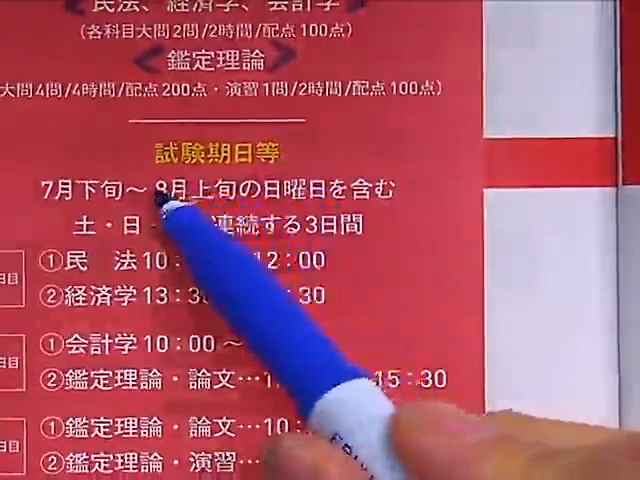 民法、経済学、会計学
(各科目大問2問/2時間/配点100点)
鑑定理論
大問4問/4時間/配点200点・演習1問/2時間/配点100点)
試験期日等
7月下旬～8月上旬の日曜日を含む
土・日 連続する3日間
日目
①民 法10: 12:00
②経済学13:3 :30
日目
①会計学10:00～
②鑑定理論・論文…1 15:30
日目
①鑑定理論・論文…10:
②鑑定理論・演習…